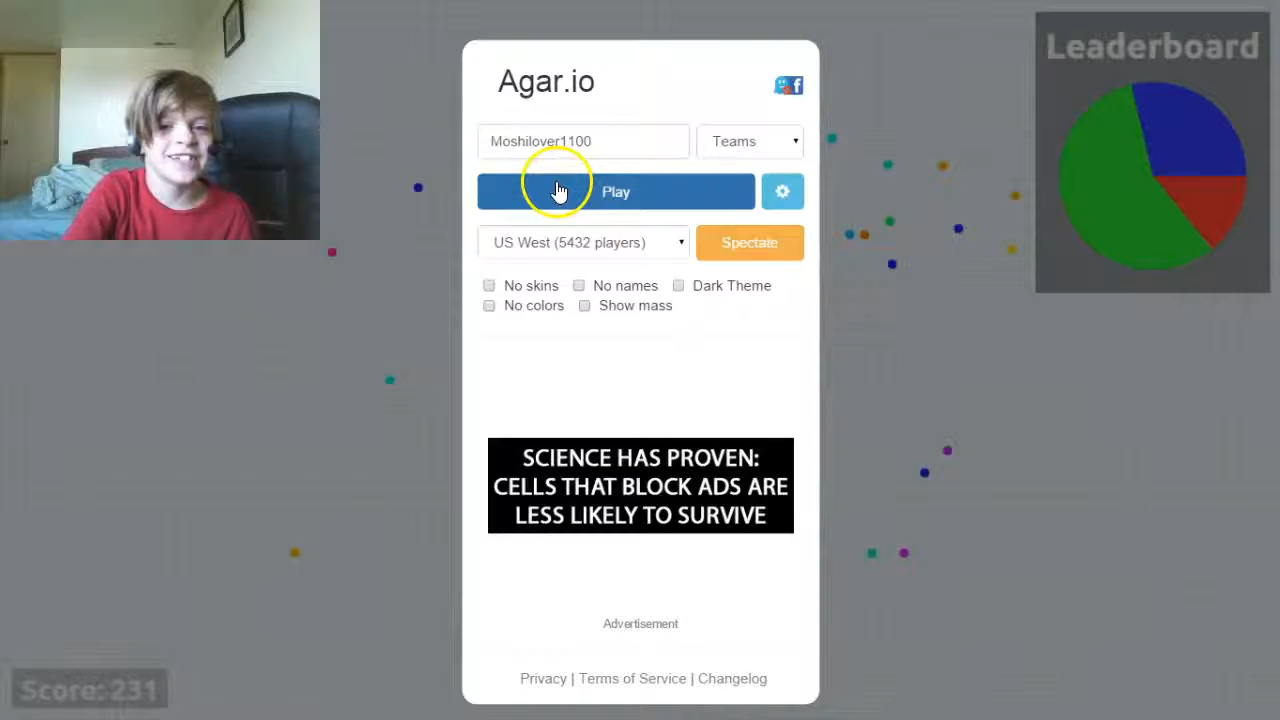 Agar.io
Moshilover1100
Teams
Play
US West (5432 players)
Spectate
No skins
No names
Dark Theme
No colors
Show mass
SCIENCE HAS PROVEN:
CELLS THAT BLOCK ADS ARE
LESS LIKELY TO SURVIVE
Advertisement
Privacy | Terms of Service | Changelog
Leaderboard
Score: 231